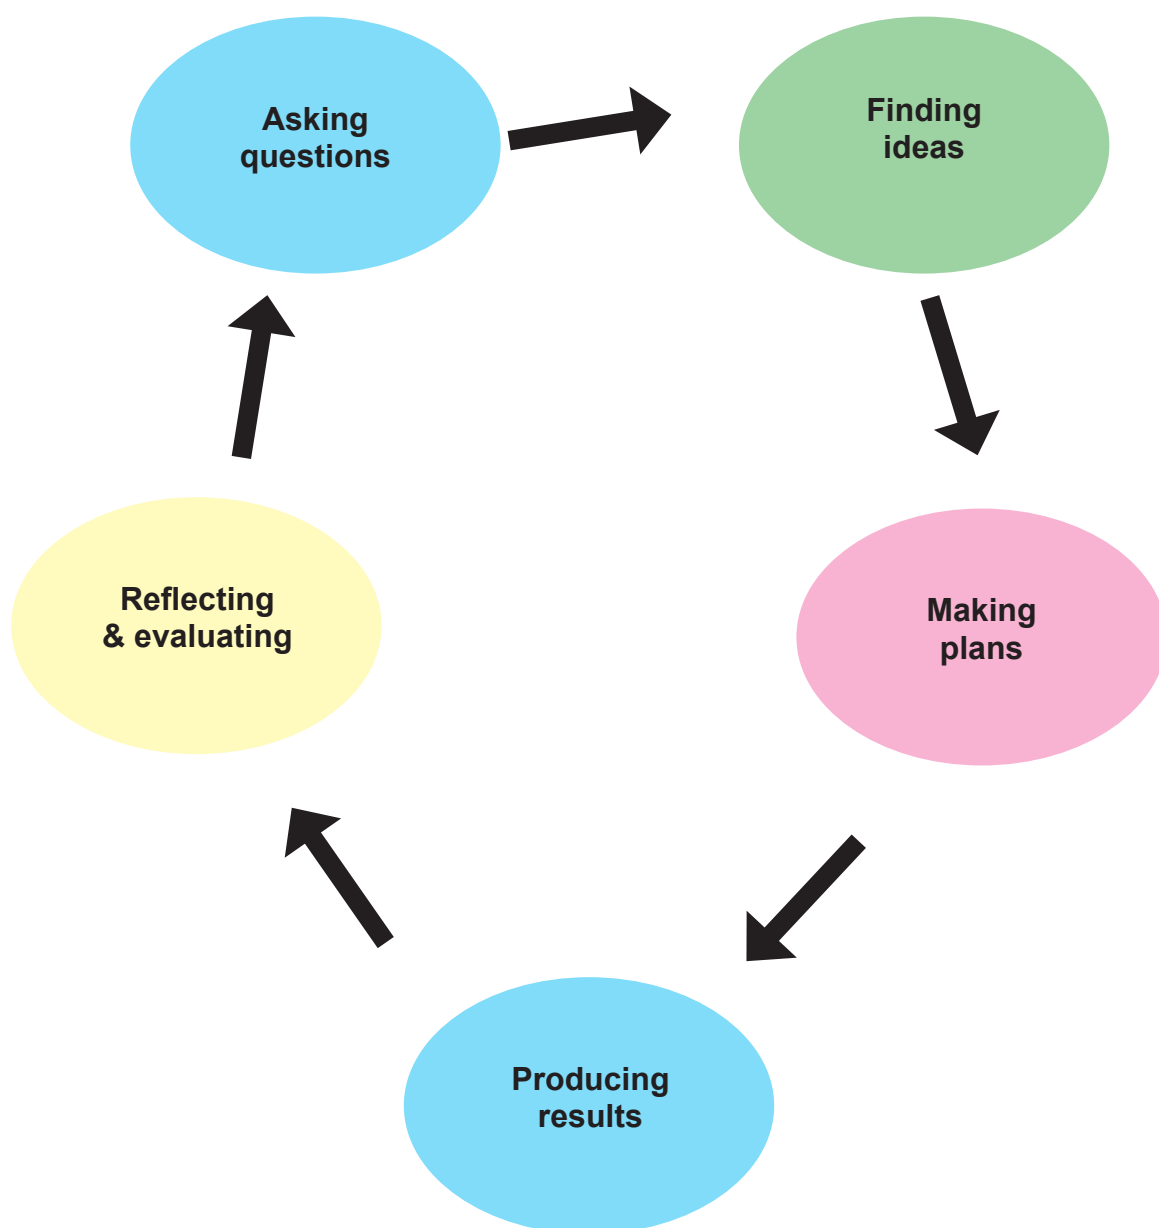 Asking
questions
Finding
ideas
Making
plans
Producing
results
Reflecting
& evaluating